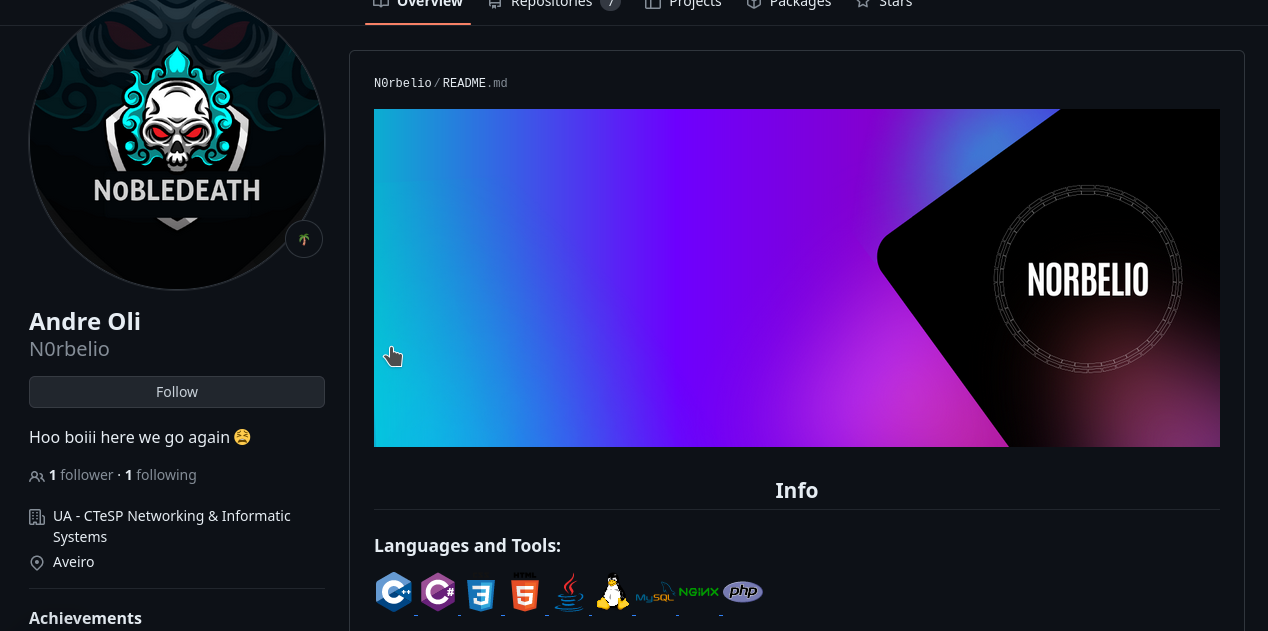 Overview Repositories 7 Projects Packages Stars
N0BLEDEATH
Andre Oli
N0rbelio
Follow
Hoo boiii here we go again 😫
1 follower · 1 following
UA - CTeSP Networking & Informatic
Systems
Aveiro
Achievements
N0rbelio / README.md
NORBELIO
Info
Languages and Tools:
C++ C# 3 HTML 5 Java MySQL NGINX php